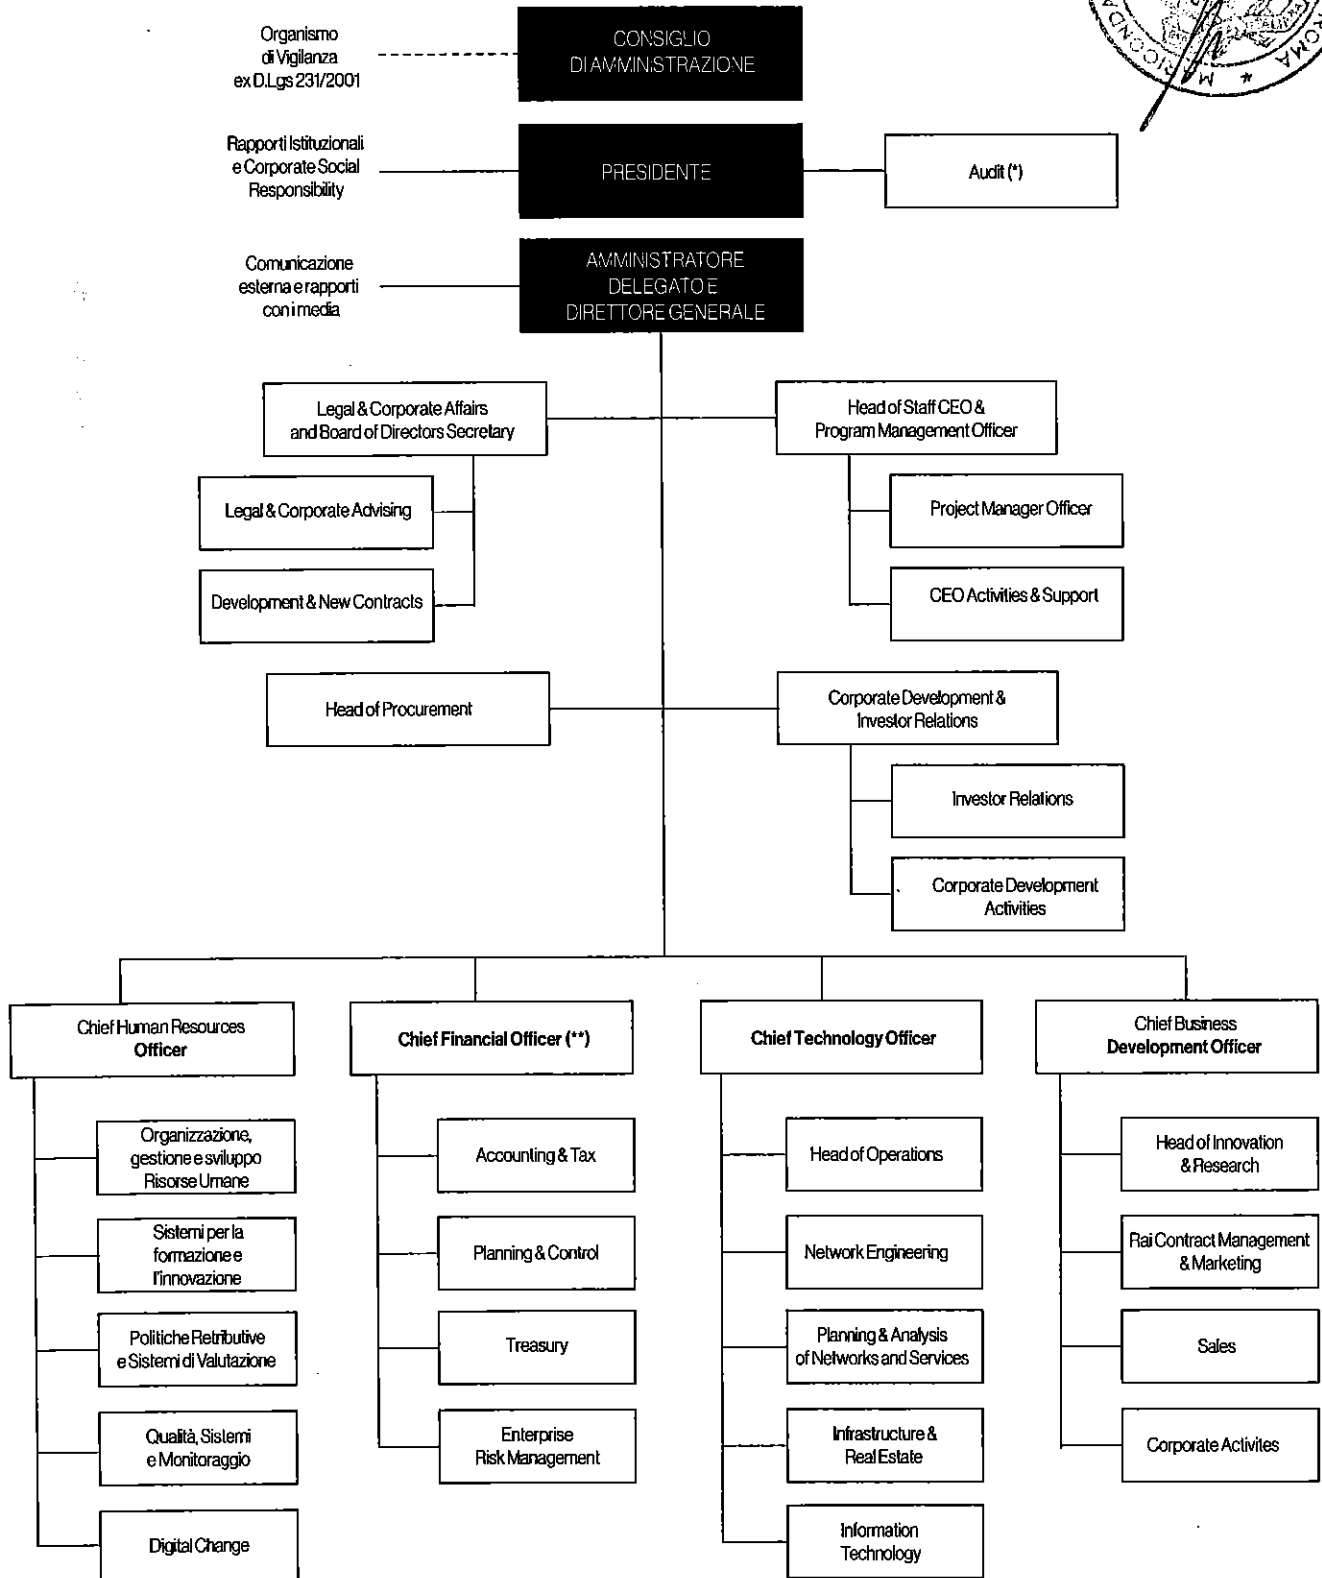 Organismo
di Vigilanza
ex D.Lgs 231/2001
CONSIGLIO
DI AMMINISTRAZIONE
ROMA
Rapporti Istituzionali
e Corporate Social
Responsibility
PRESIDENTE
Audit (*)
Comunicazione
esterna e rapporti
con i media
AMMINISTRATORE
DELEGATO E
DIRETTORE GENERALE
Legal & Corporate Affairs
and Board of Directors Secretary
Head of Staff CEO &
Program Management Officer
Legal & Corporate Advising
Project Manager Officer
Development & New Contracts
CEO Activities & Support
Head of Procurement
Corporate Development &
Investor Relations
Investor Relations
Corporate Development
Activities
Chief Human Resources
Officer
Chief Financial Officer (**)
Chief Technology Officer
Chief Business
Development Officer
Organizzazione,
gestione e sviluppo
Risorse Umane
Accounting & Tax
Head of Operations
Head of Innovation
& Research
Sistemi per la
formazione e
l'innovazione
Planning & Control
Network Engineering
Rai Contract Management
& Marketing
Politiche Retributive
e Sistemi di Valutazione
Treasury
Planning & Analysis
of Networks and Services
Sales
Qualità, Sistemi
e Monitoraggio
Enterprise
Risk Management
Infrastructure &
Real Estate
Corporate Activites
Digital Change
Information
Technology